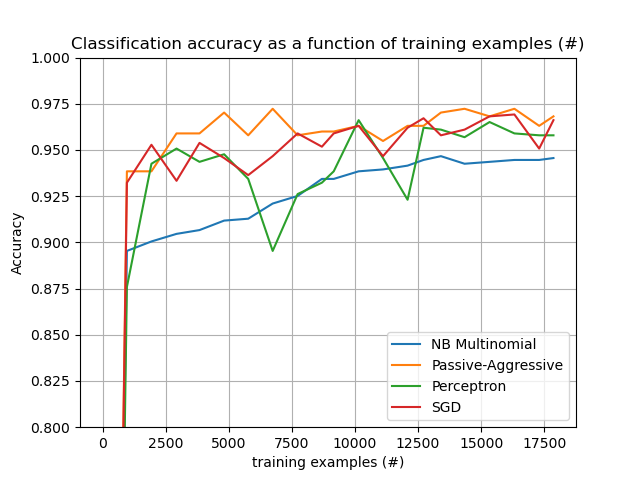 Classification accuracy as a function of training examples (#)
1.000
0.975
0.950
0.925
0.900
0.875
0.850
0.825
0.800
Accuracy
NB Multinomial
Passive-Aggressive
Perceptron
SGD
0 2500 5000 7500 10000 12500 15000 17500
training examples (#)